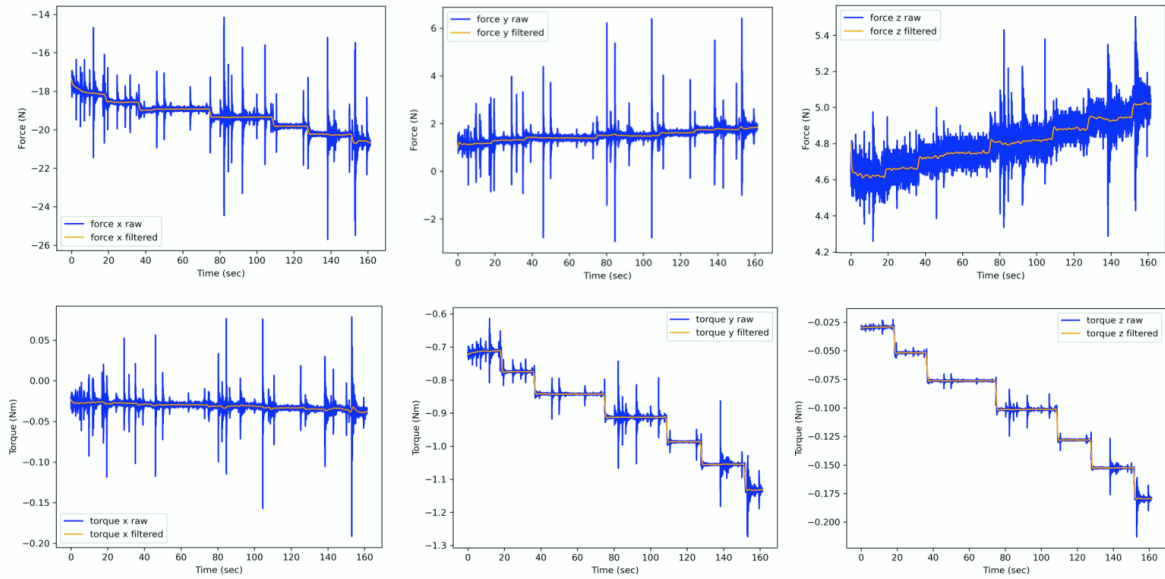 −14
−16
−18
−20
−22
−24
−26
Force (N)
force x raw
force x filtered
0 20 40 60 80 100 120 140 160
Time (sec)
6
4
2
0
−2
Force (N)
force y raw
force y filtered
0 20 40 60 80 100 120 140 160
Time (sec)
5.4
5.2
5.0
4.8
4.6
4.4
4.2
Force (N)
force z raw
force z filtered
0 20 40 60 80 100 120 140 160
Time (sec)
0.05
0.00
−0.05
−0.10
−0.15
−0.20
Torque (Nm)
torque x raw
torque x filtered
0 20 40 60 80 100 120 140 160
Time (sec)
−0.6
−0.7
−0.8
−0.9
−1.0
−1.1
−1.2
−1.3
Torque (Nm)
torque y raw
torque y filtered
0 20 40 60 80 100 120 140 160
Time (sec)
−0.025
−0.050
−0.075
−0.100
−0.125
−0.150
−0.175
−0.200
Torque (Nm)
torque z raw
torque z filtered
0 20 40 60 80 100 120 140 160
Time (sec)